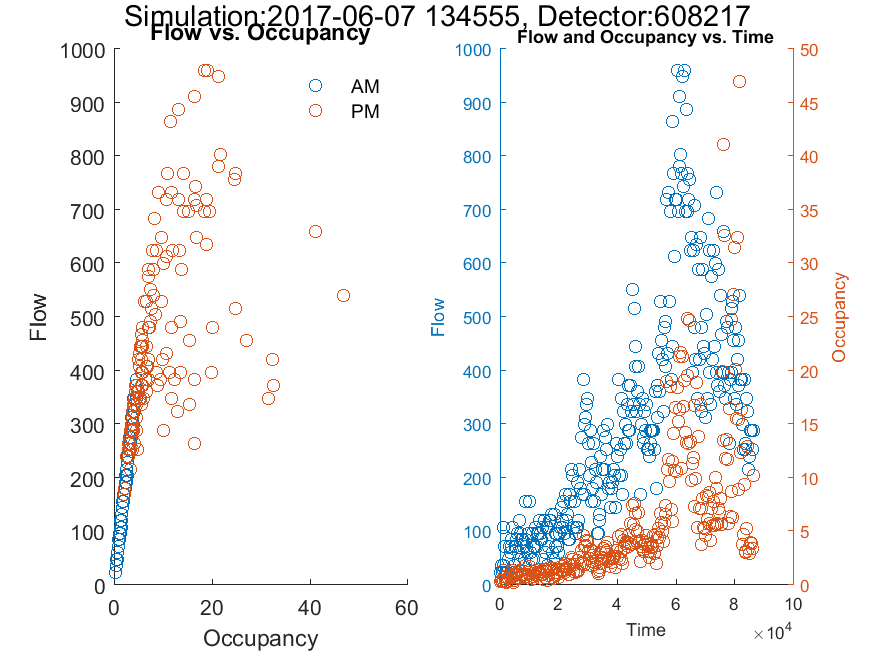 Simulation:2017-06-07 134555, Detector:608217
Flow vs. Occupancy
Flow and Occupancy vs. Time
1000
900
800
700
600
500
400
300
200
100
0
Flow
0 20 40 60
Occupancy
AM
PM
1000
900
800
700
600
500
400
300
200
100
0
Flow
50
45
40
35
30
25
20
15
10
5
0
Occupancy
0 2 4 6 8 10
Time
×10⁴